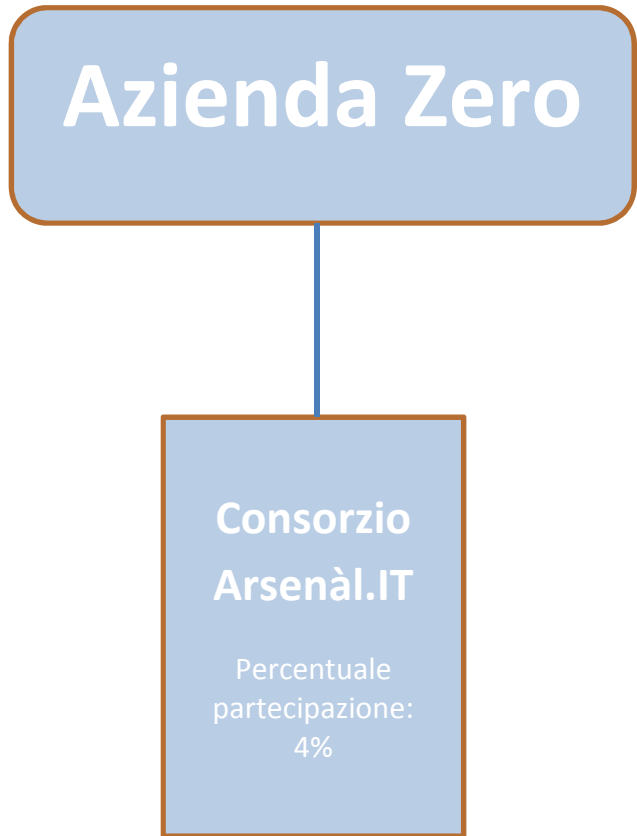 Azienda Zero
Consorzio
Arsenàl.IT
Percentuale
partecipazione:
4%